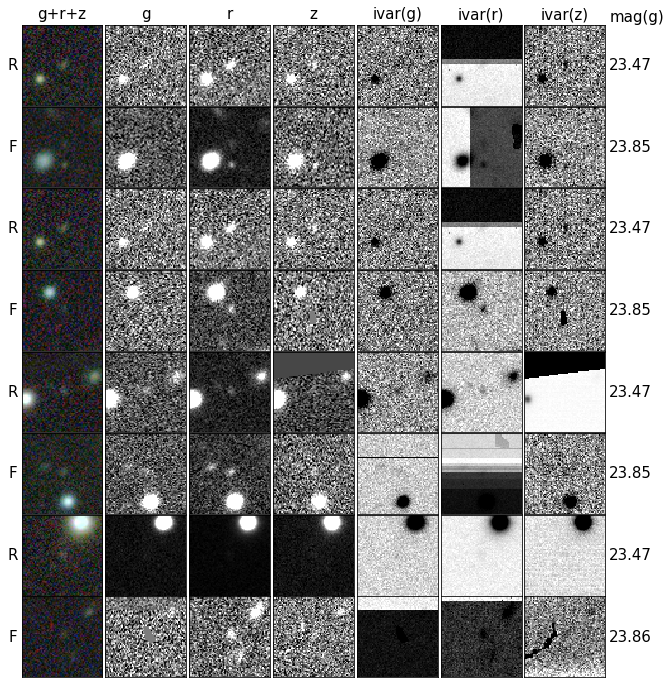 g+r+z g r z ivar(g) ivar(r) ivar(z) mag(g)
R 23.47
F 23.85
R 23.47
F 23.85
R 23.47
F 23.85
R 23.47
F 23.86